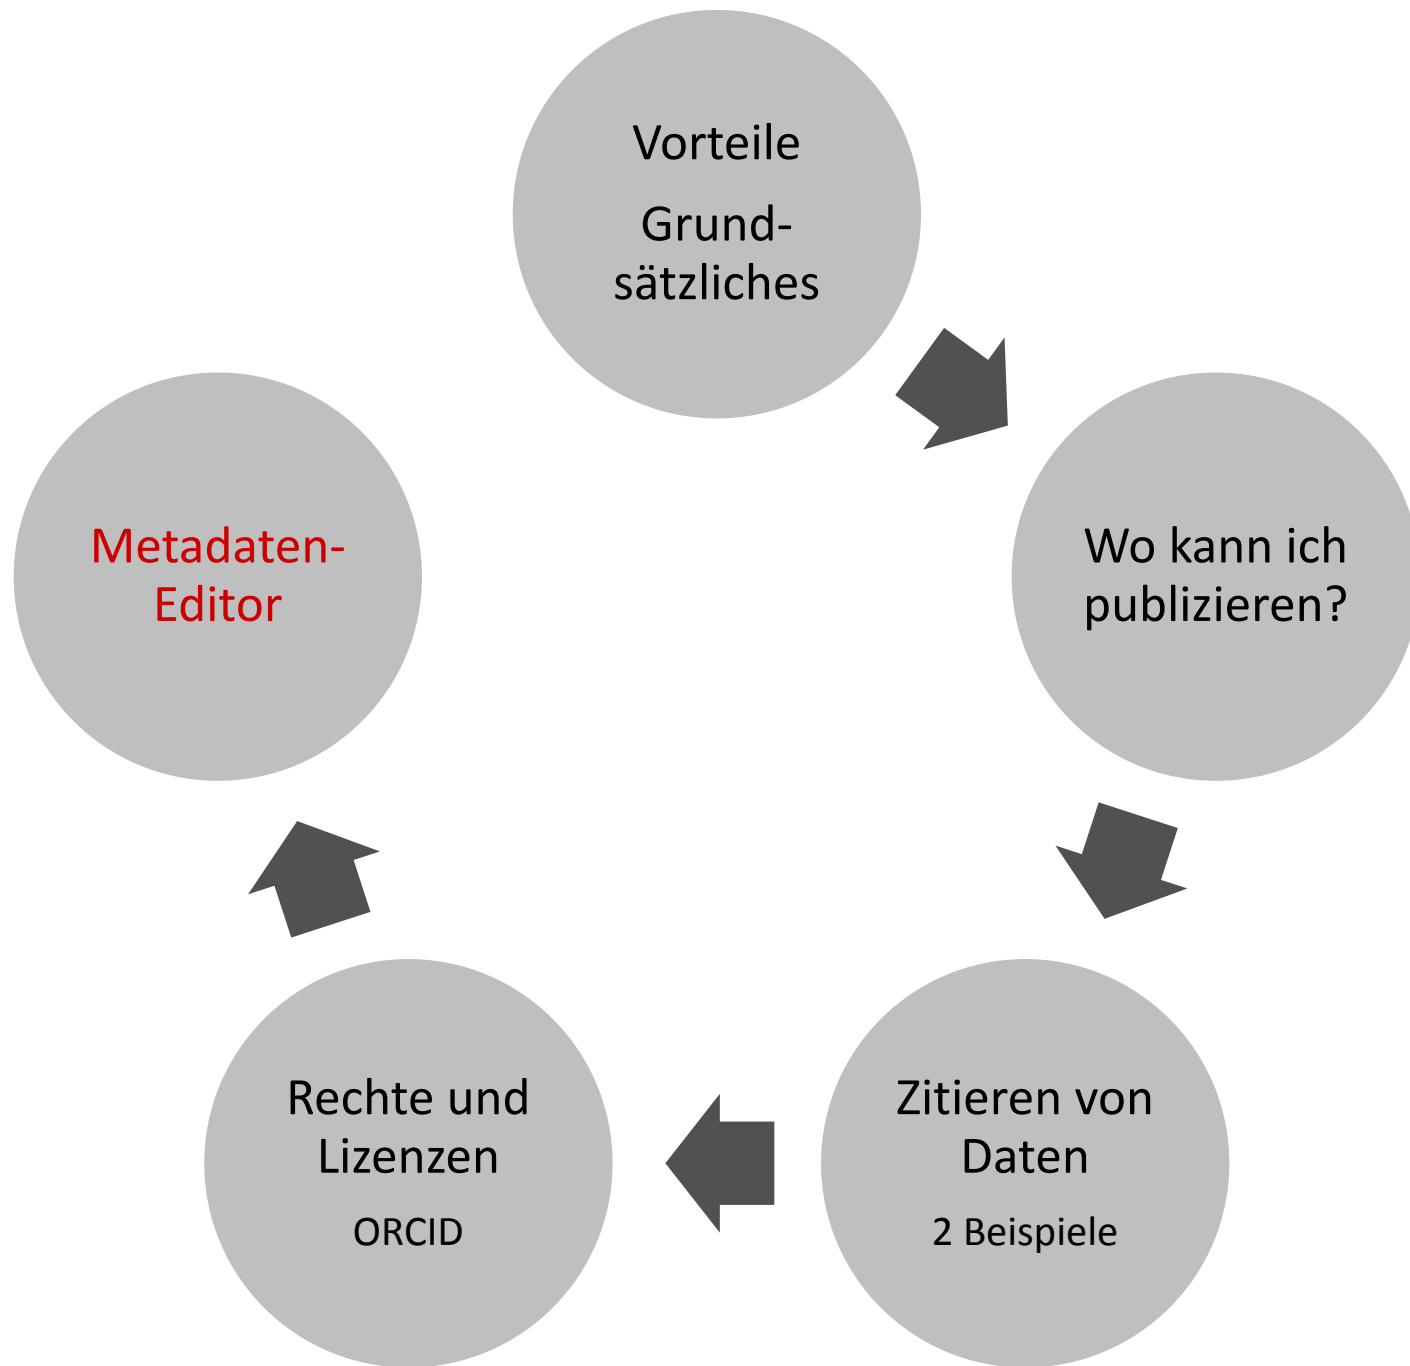 Vorteile
Grund-
sätzliches
Wo kann ich
publizieren?
Zitieren von
Daten
2 Beispiele
Rechte und
Lizenzen
ORCID
Metadaten-
Editor